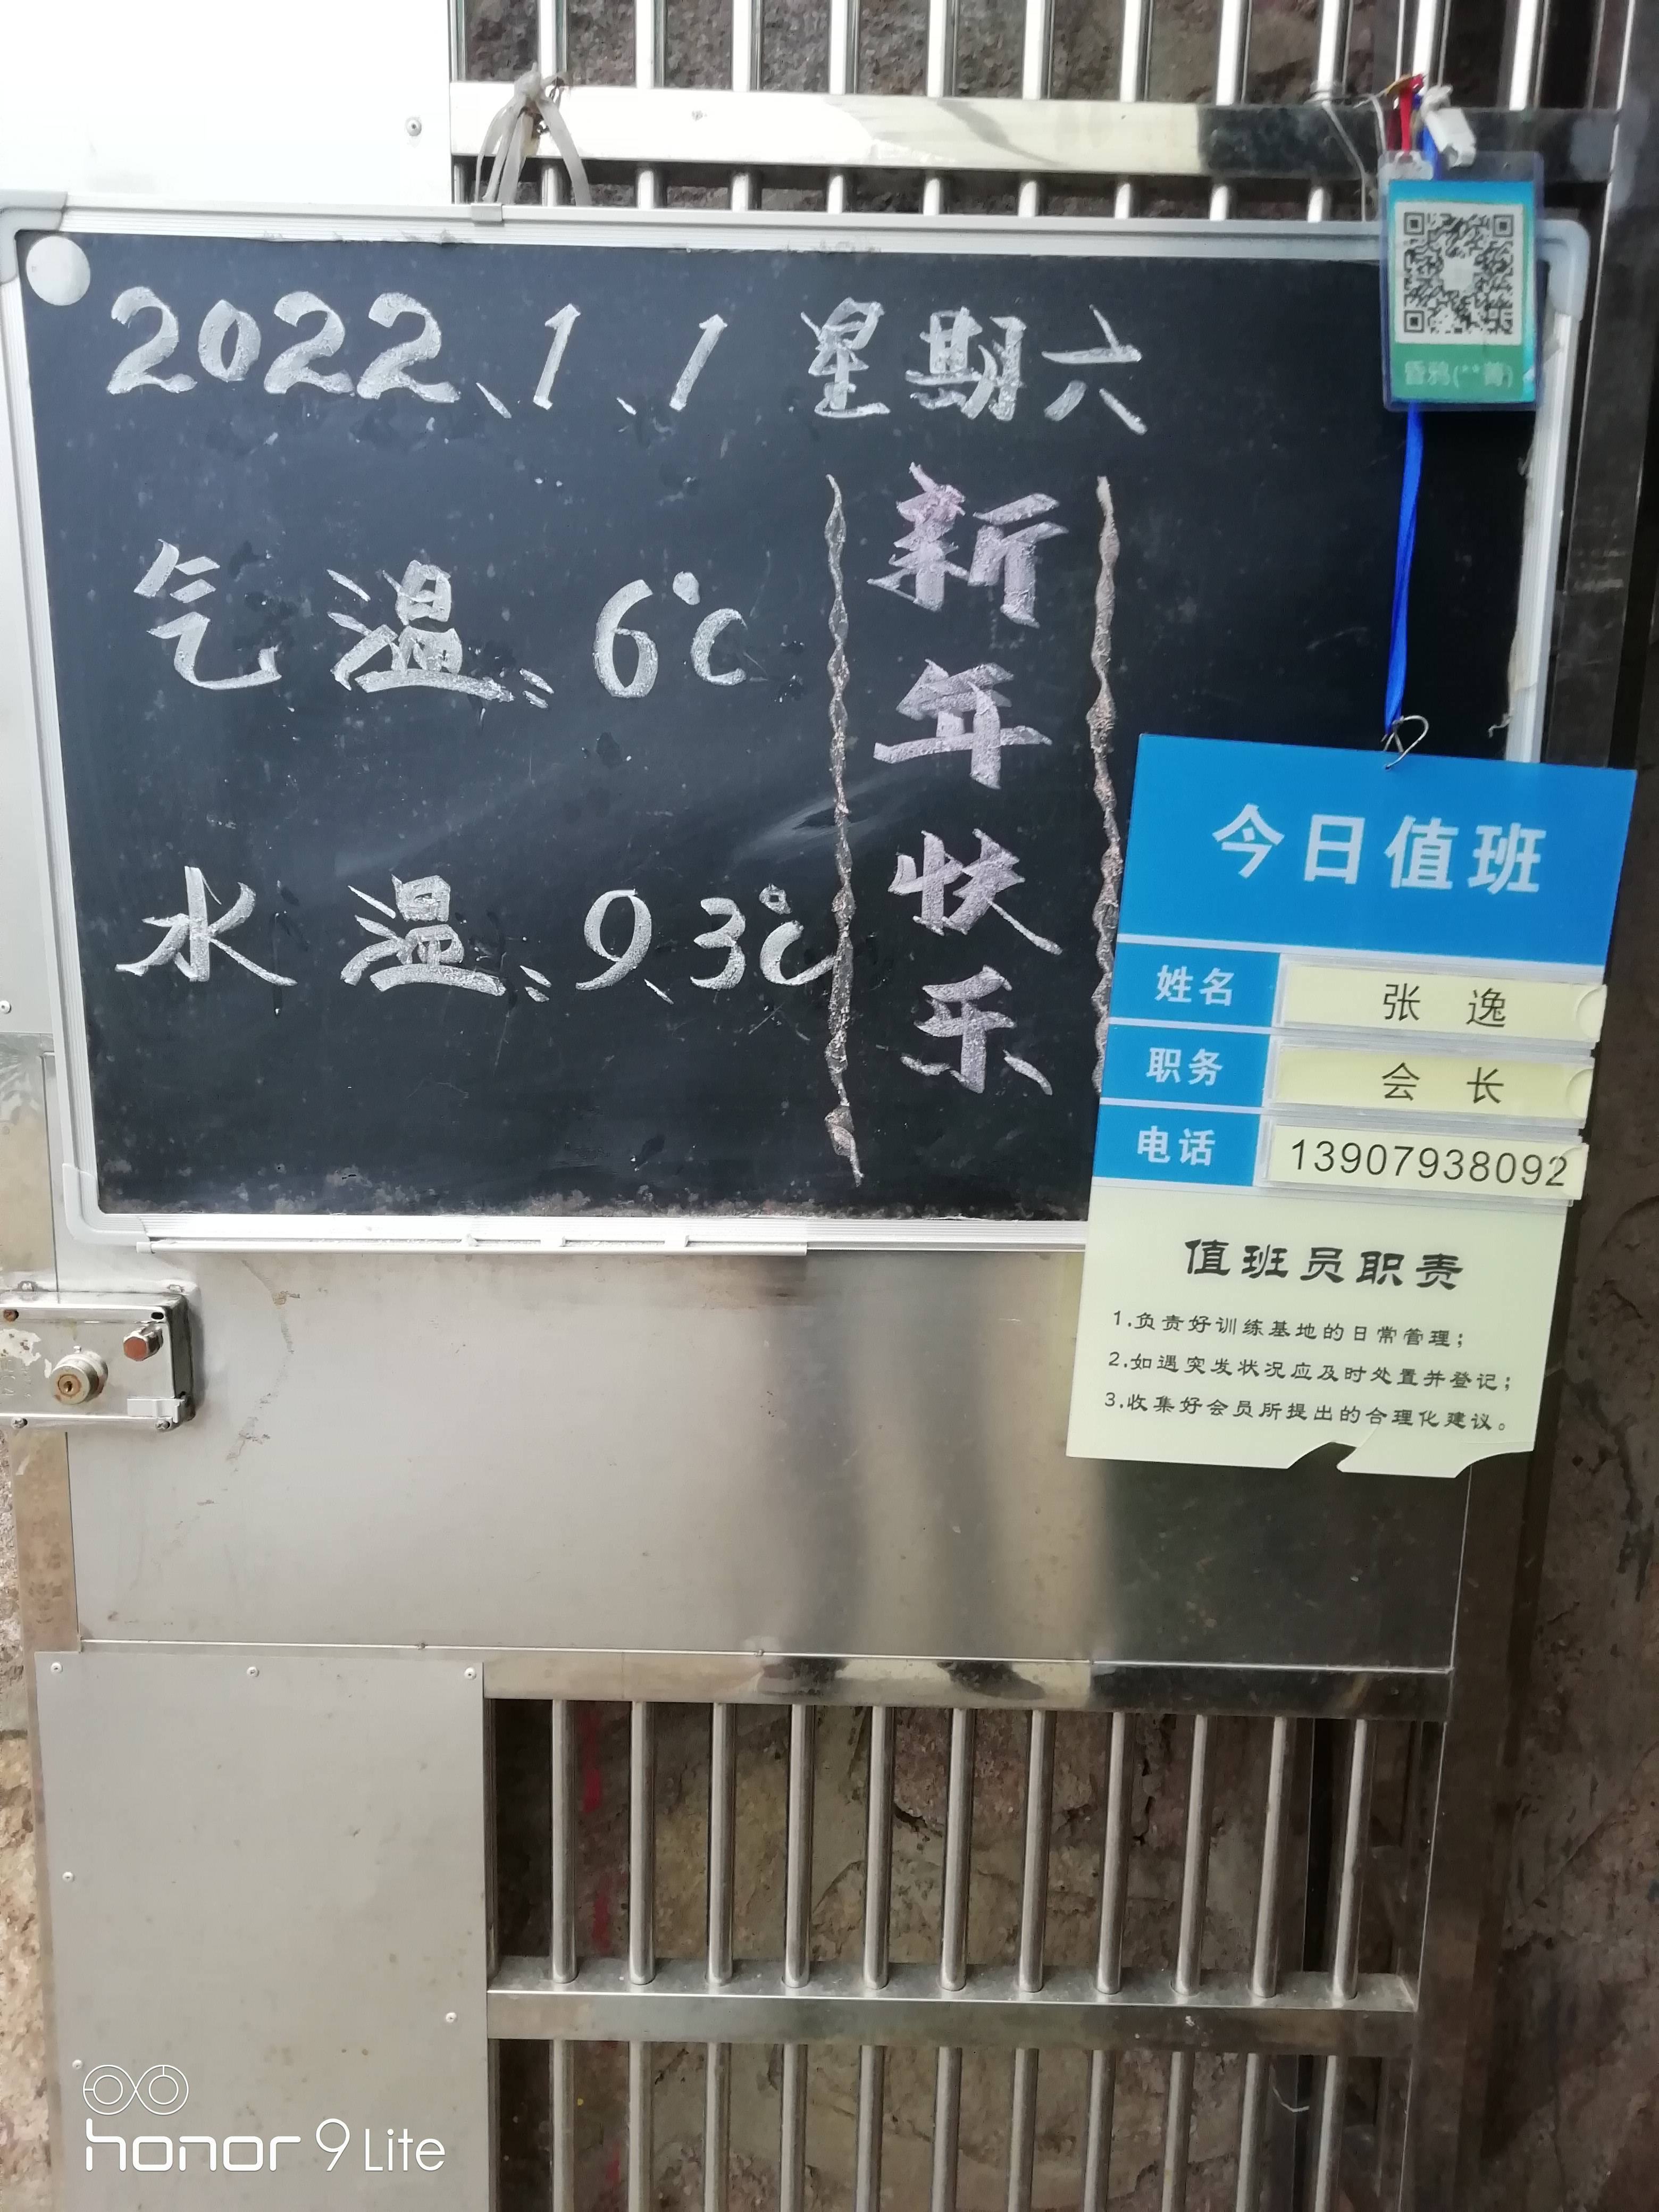 2022、1、1 星期六
气温：6℃
水温：9、3℃
新年快乐
昏鸦(**菁)
今日值班
姓名 张 逸
职务 会 长
电话 13907938092
值班员职责
1.负责好训练基地的日常管理；
2.如遇突发状况应及时处置并登记；
3.收集好会员所提出的合理化建议。
honor 9 Lite